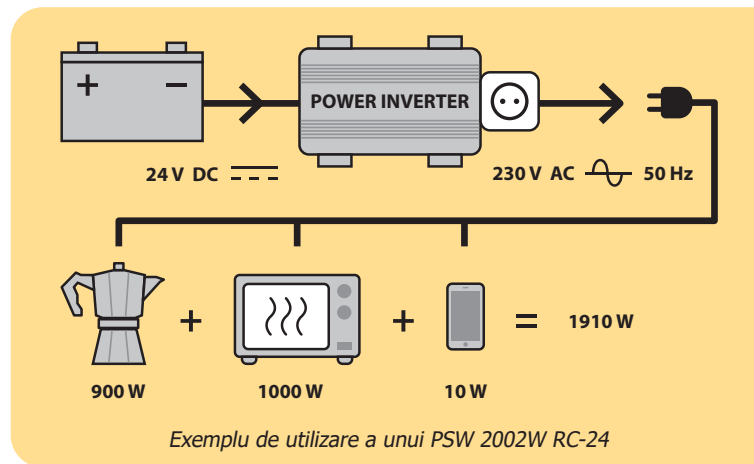 + −
POWER INVERTER
24 V DC
230 V AC 50 Hz
+ + = 1910 W
900 W 1000 W 10 W
Exemplu de utilizare a unui PSW 2002W RC-24